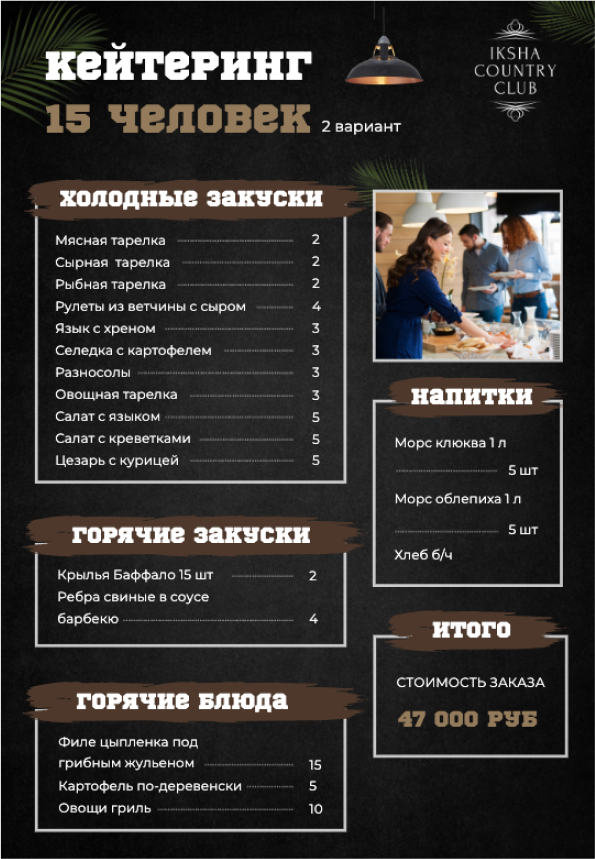 КЕЙТЕРИНГ
15 ЧЕЛОВЕК 2 вариант
IKSHA
COUNTRY
CLUB
ХОЛОДНЫЕ ЗАКУСКИ
Мясная тарелка 2
Сырная тарелка 2
Рыбная тарелка 2
Рулеты из ветчины с сыром 4
Язык с хреном 3
Селедка с картофелем 3
Разносолы 3
Овощная тарелка 3
Салат с языком 5
Салат с креветками 5
Цезарь с курицей 5
ГОРЯЧИЕ ЗАКУСКИ
Крылья Баффало 15 шт 2
Ребра свиные в соусе
барбекю 4
ГОРЯЧИЕ БЛЮДА
Филе цыпленка под
грибным жульеном 15
Картофель по-деревенски 5
Овощи гриль 10
НАПИТКИ
Морс клюква 1 л
5 шт
Морс облепиха 1 л
5 шт
Хлеб б/ч
ИТОГО
СТОИМОСТЬ ЗАКАЗА
47 000 РУБ